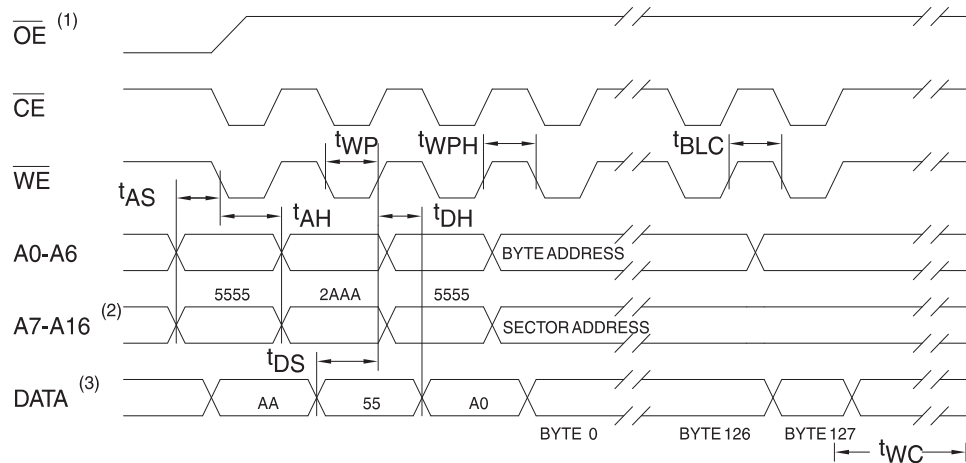 OE (1)
CE
tWP tWPH tBLC
WE
tAS tAH tDH
A0-A6 BYTE ADDRESS
5555 2AAA 5555
A7-A16 (2) SECTOR ADDRESS
tDS
DATA (3) AA 55 A0
BYTE 0 BYTE 126 BYTE 127 tWC